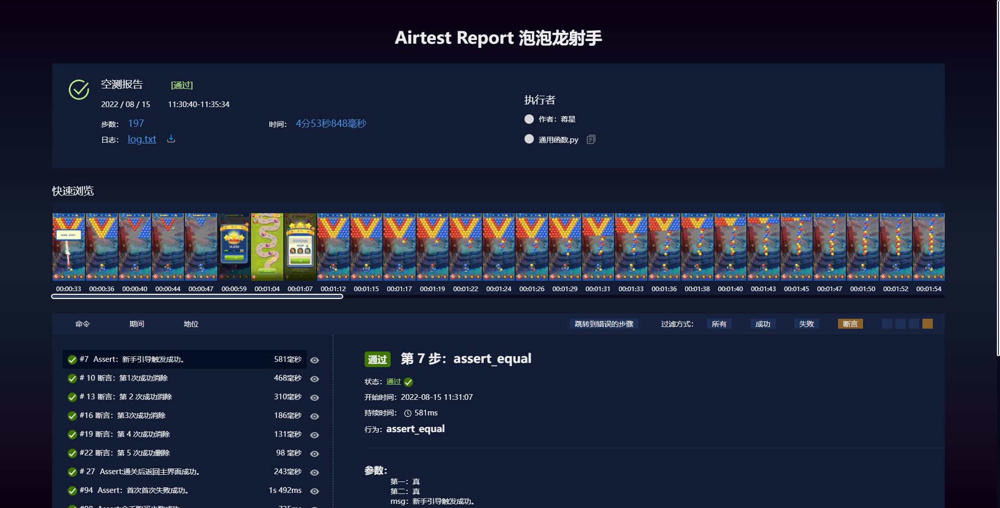 Airtest Report 泡泡龙射手
空测报告 [通过]
2022 / 08 / 15 11:30:40-11:35:34
步数： 197 时间： 4分53秒848毫秒
日志： log.txt
执行者
作者：蒋星
通用函数.py
快速浏览
14,690
00:00:33 00:00:36 00:00:40 00:00:44 00:00:47 00:00:59 00:01:04 00:01:07 00:01:12 00:01:15 00:01:17 00:01:19 00:01:22 00:01:24 00:01:26 00:01:29 00:01:31 00:01:33 00:01:36 00:01:38 00:01:40 00:01:43 00:01:45 00:01:47 00:01:50 00:01:52 00:01:54
命令 期间 地位 跳转到错误的步骤 过滤方式： 所有 成功 失败 断言
#7 Assert：新手引导触发成功。 581毫秒
# 10 断言：第1次成功消除 468毫秒
# 13 断言：第 2 次成功消除 310毫秒
#16 断言：第3次成功消除 186毫秒
#19 断言：第 4 次成功消除 131毫秒
#22 断言：第 5 次成功删除 98 毫秒
# 27 Assert:通关后返回主界面成功。 243毫秒
#94 Assert：首次首次失败成功。 1s 492ms
通过 第 7 步：assert_equal
状态：通过
开始时间：2022-08-15 11:31:07
持续时间： 581ms
行为：assert_equal
参数：
第一：真
第二：真
msg：新手引导触发成功。